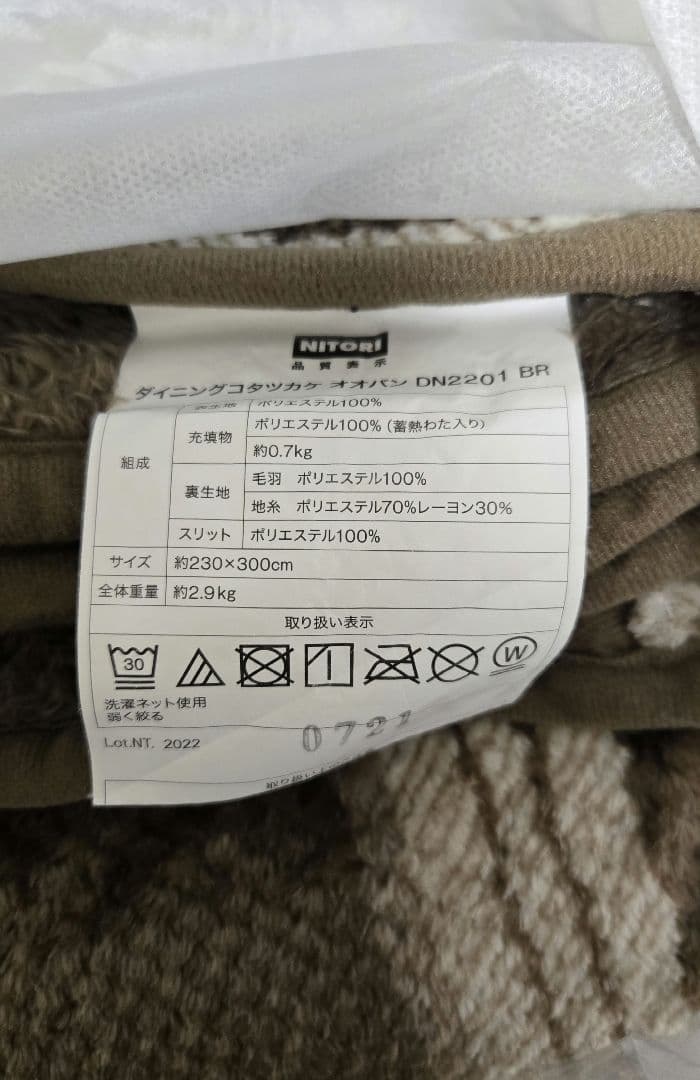 NITORI
品質表示
ダイニングコタツカケ オオバン DN2201 BR
組成
表生地 ポリエステル100%
充填物 ポリエステル100%(蓄熱わた入り)
約0.7kg
裏生地 毛羽 ポリエステル100%
地糸 ポリエステル70%レーヨン30%
スリット ポリエステル100%
サイズ 約230×300cm
全体重量 約2.9kg
取り扱い表示
30
W
洗濯ネット使用
弱く絞る
Lot.NT. 2022
0721